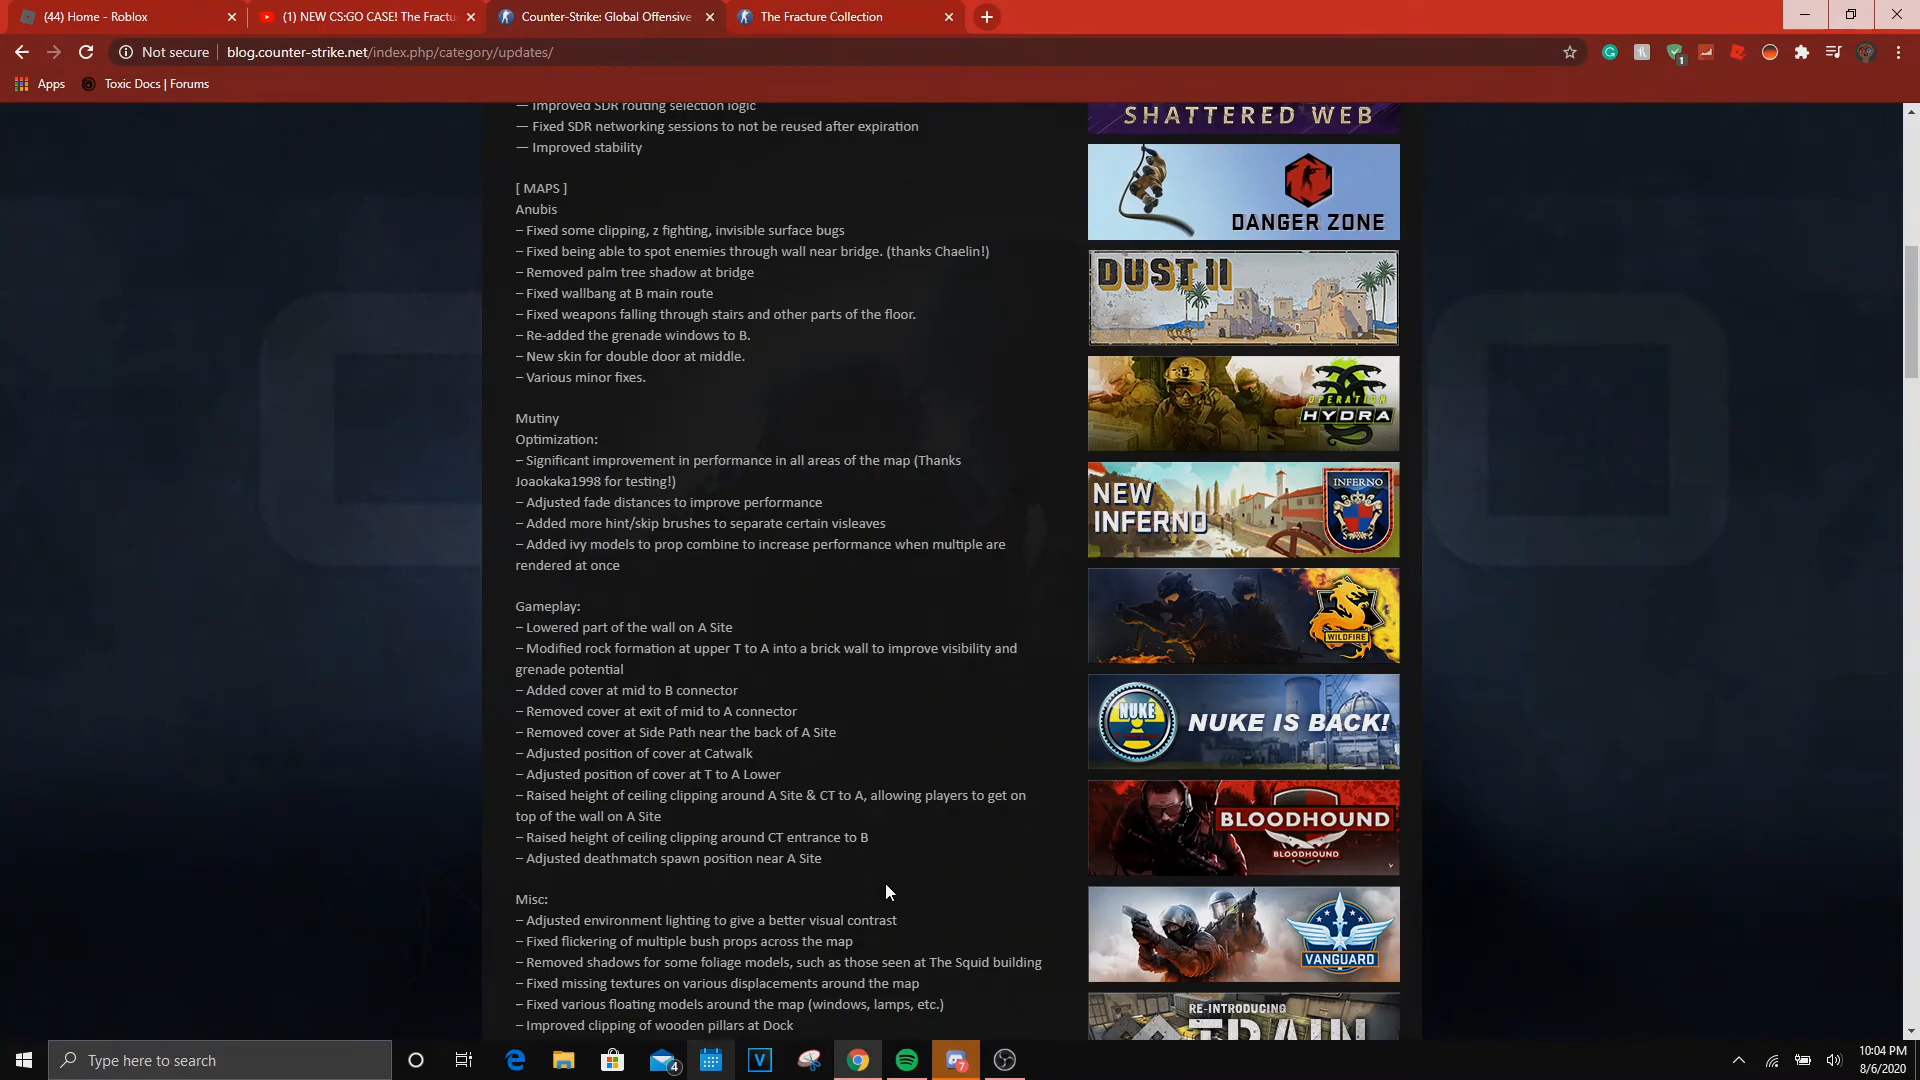 (44) Home - Roblox
(1) NEW CS:GO CASE! The Fractu
Counter-Strike: Global Offensive
The Fracture Collection
Not secure
blog.counter-strike.net/index.php/category/updates/
1
Apps
Toxic Docs | Forums
— Improved SDR routing selection logic
— Fixed SDR networking sessions to not be reused after expiration
— Improved stability
[ MAPS ]
Anubis
– Fixed some clipping, z fighting, invisible surface bugs
– Fixed being able to spot enemies through wall near bridge. (thanks Chaelin!)
– Removed palm tree shadow at bridge
– Fixed wallbang at B main route
– Fixed weapons falling through stairs and other parts of the floor.
– Re-added the grenade windows to B.
– New skin for double door at middle.
– Various minor fixes.
Mutiny
Optimization:
– Significant improvement in performance in all areas of the map (Thanks
Joaokaka1998 for testing!)
– Adjusted fade distances to improve performance
– Added more hint/skip brushes to separate certain visleaves
– Added ivy models to prop combine to increase performance when multiple are
rendered at once
Gameplay:
– Lowered part of the wall on A Site
– Modified rock formation at upper T to A into a brick wall to improve visibility and
grenade potential
– Added cover at mid to B connector
– Removed cover at exit of mid to A connector
– Removed cover at Side Path near the back of A Site
– Adjusted position of cover at Catwalk
– Adjusted position of cover at T to A Lower
– Raised height of ceiling clipping around A Site & CT to A, allowing players to get on
top of the wall on A Site
– Raised height of ceiling clipping around CT entrance to B
– Adjusted deathmatch spawn position near A Site
Misc:
– Adjusted environment lighting to give a better visual contrast
– Fixed flickering of multiple bush props across the map
– Removed shadows for some foliage models, such as those seen at The Squid building
– Fixed missing textures on various displacements around the map
– Fixed various floating models around the map (windows, lamps, etc.)
– Improved clipping of wooden pillars at Dock
SHATTERED WEB
DANGER ZONE
DUST II
OPERATION
HYDRA
NEW
INFERNO
INFERNO
WILDFIRE
NUKE
NUKE IS BACK!
BLOODHOUND
BLOODHOUND
VANGUARD
RE-INTRODUCING
TRAIN
Type here to search
4
V
7
10:04 PM
8/6/2020